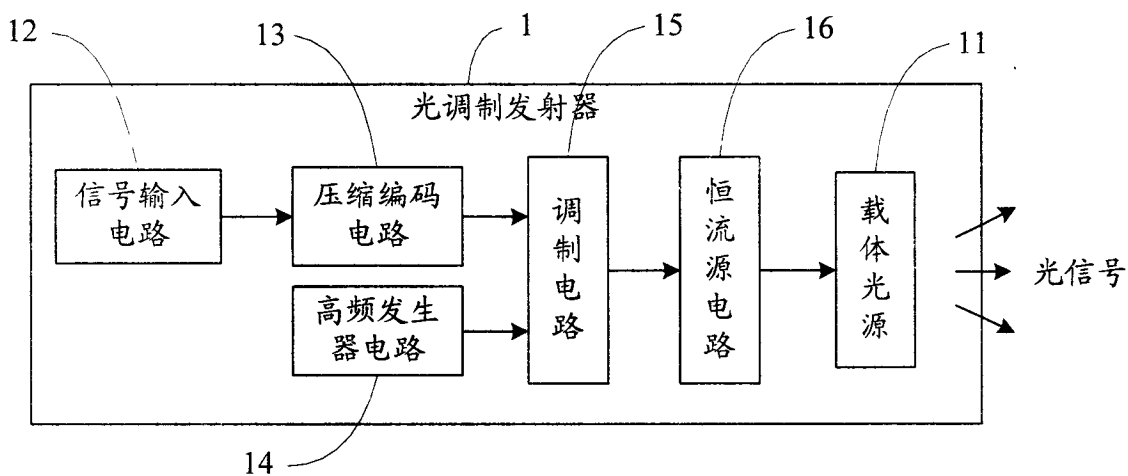 12
13
1
15
16
11
光调制发射器
信号输入
电路
压缩编码
电路
高频发生
器电路
调制电路
恒流源电路
载体光源
光信号
14